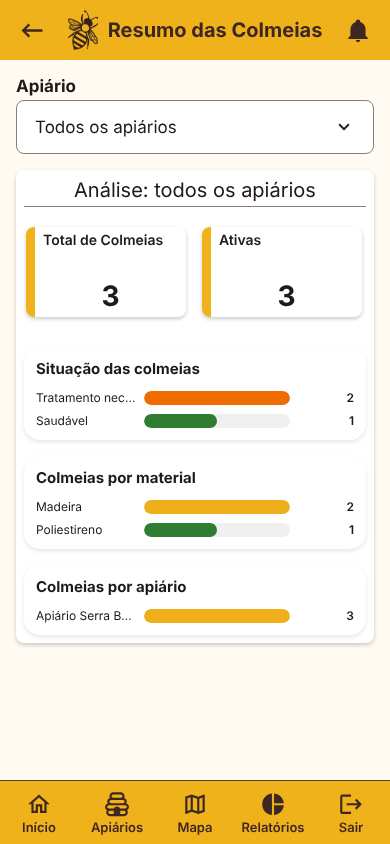 Resumo das Colmeias
Apiário
Todos os apiários
Análise: todos os apiários
Total de Colmeias
3
Ativas
3
Situação das colmeias
Tratamento nec... 2
Saudável 1
Colmeias por material
Madeira 2
Poliestireno 1
Colmeias por apiário
Apiário Serra B... 3
Início Apiários Mapa Relatórios Sair